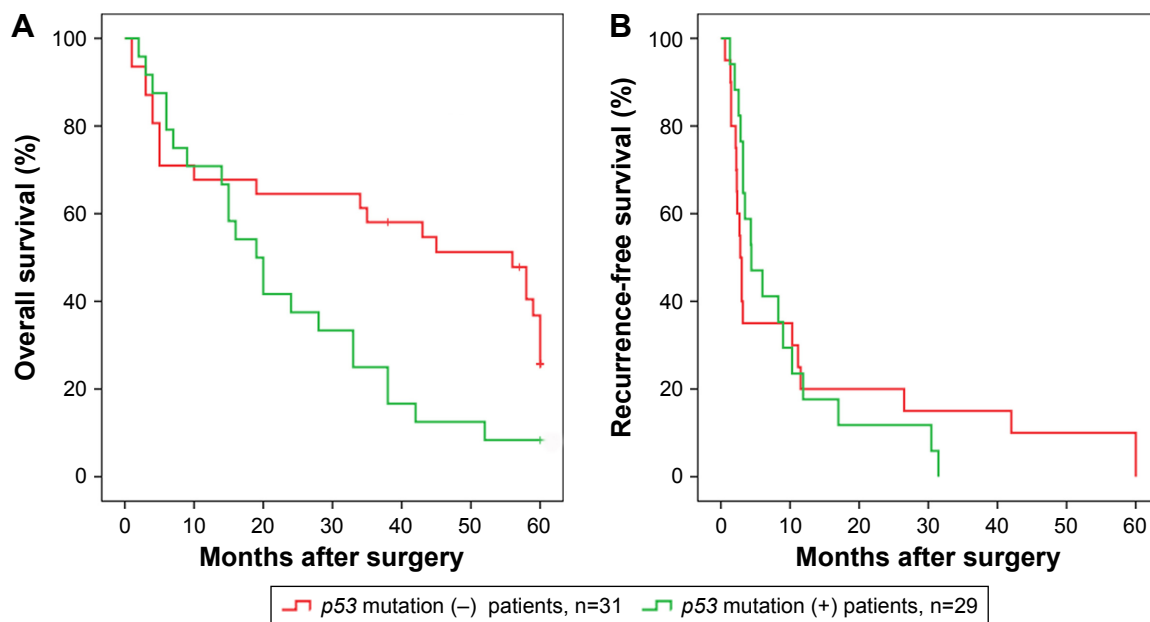 A
Overall survival (%)
100
80
60
40
20
0
0 10 20 30 40 50 60
Months after surgery
B
Recurrence-free survival (%)
100
80
60
40
20
0
0 10 20 30 40 50 60
Months after surgery
p53 mutation (–) patients, n=31 p53 mutation (+) patients, n=29